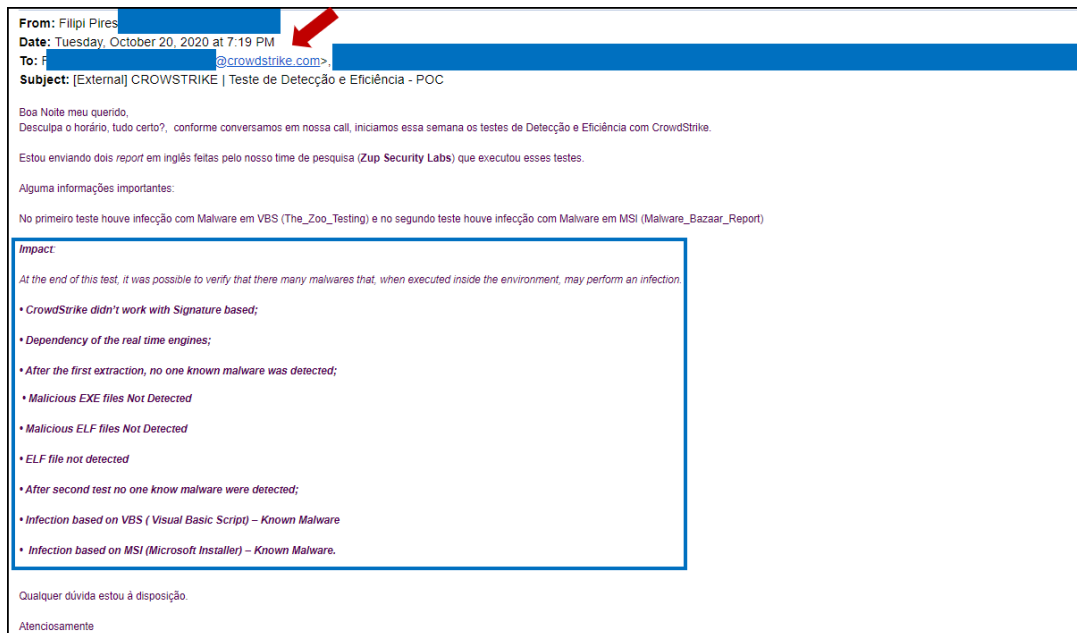 From: Filipi Pires
Date: Tuesday, October 20, 2020 at 7:19 PM
To: F @crowdstrike.com>,
Subject: [External] CROWSTRIKE | Teste de Detecção e Eficiência - POC
Boa Noite meu querido,
Desculpa o horário, tudo certo?, conforme conversamos em nossa call, iniciamos essa semana os testes de Detecção e Eficiência com CrowdStrike.
Estou enviando dois report em inglês feitas pelo nosso time de pesquisa (Zup Security Labs) que executou esses testes.
Alguma informações importantes:
No primeiro teste houve infecção com Malware em VBS (The_Zoo_Testing) e no segundo teste houve infecção com Malware em MSI (Malware_Bazaar_Report)
Impact:
At the end of this test, it was possible to verify that there many malwares that, when executed inside the environment, may perform an infection.
• CrowdStrike didn't work with Signature based;
• Dependency of the real time engines;
• After the first extraction, no one known malware was detected;
• Malicious EXE files Not Detected
• Malicious ELF files Not Detected
• ELF file not detected
• After second test no one know malware were detected;
• Infection based on VBS ( Visual Basic Script) – Known Malware
• Infection based on MSI (Microsoft Installer) – Known Malware.
Qualquer dúvida estou á disposição.
Atenciosamente